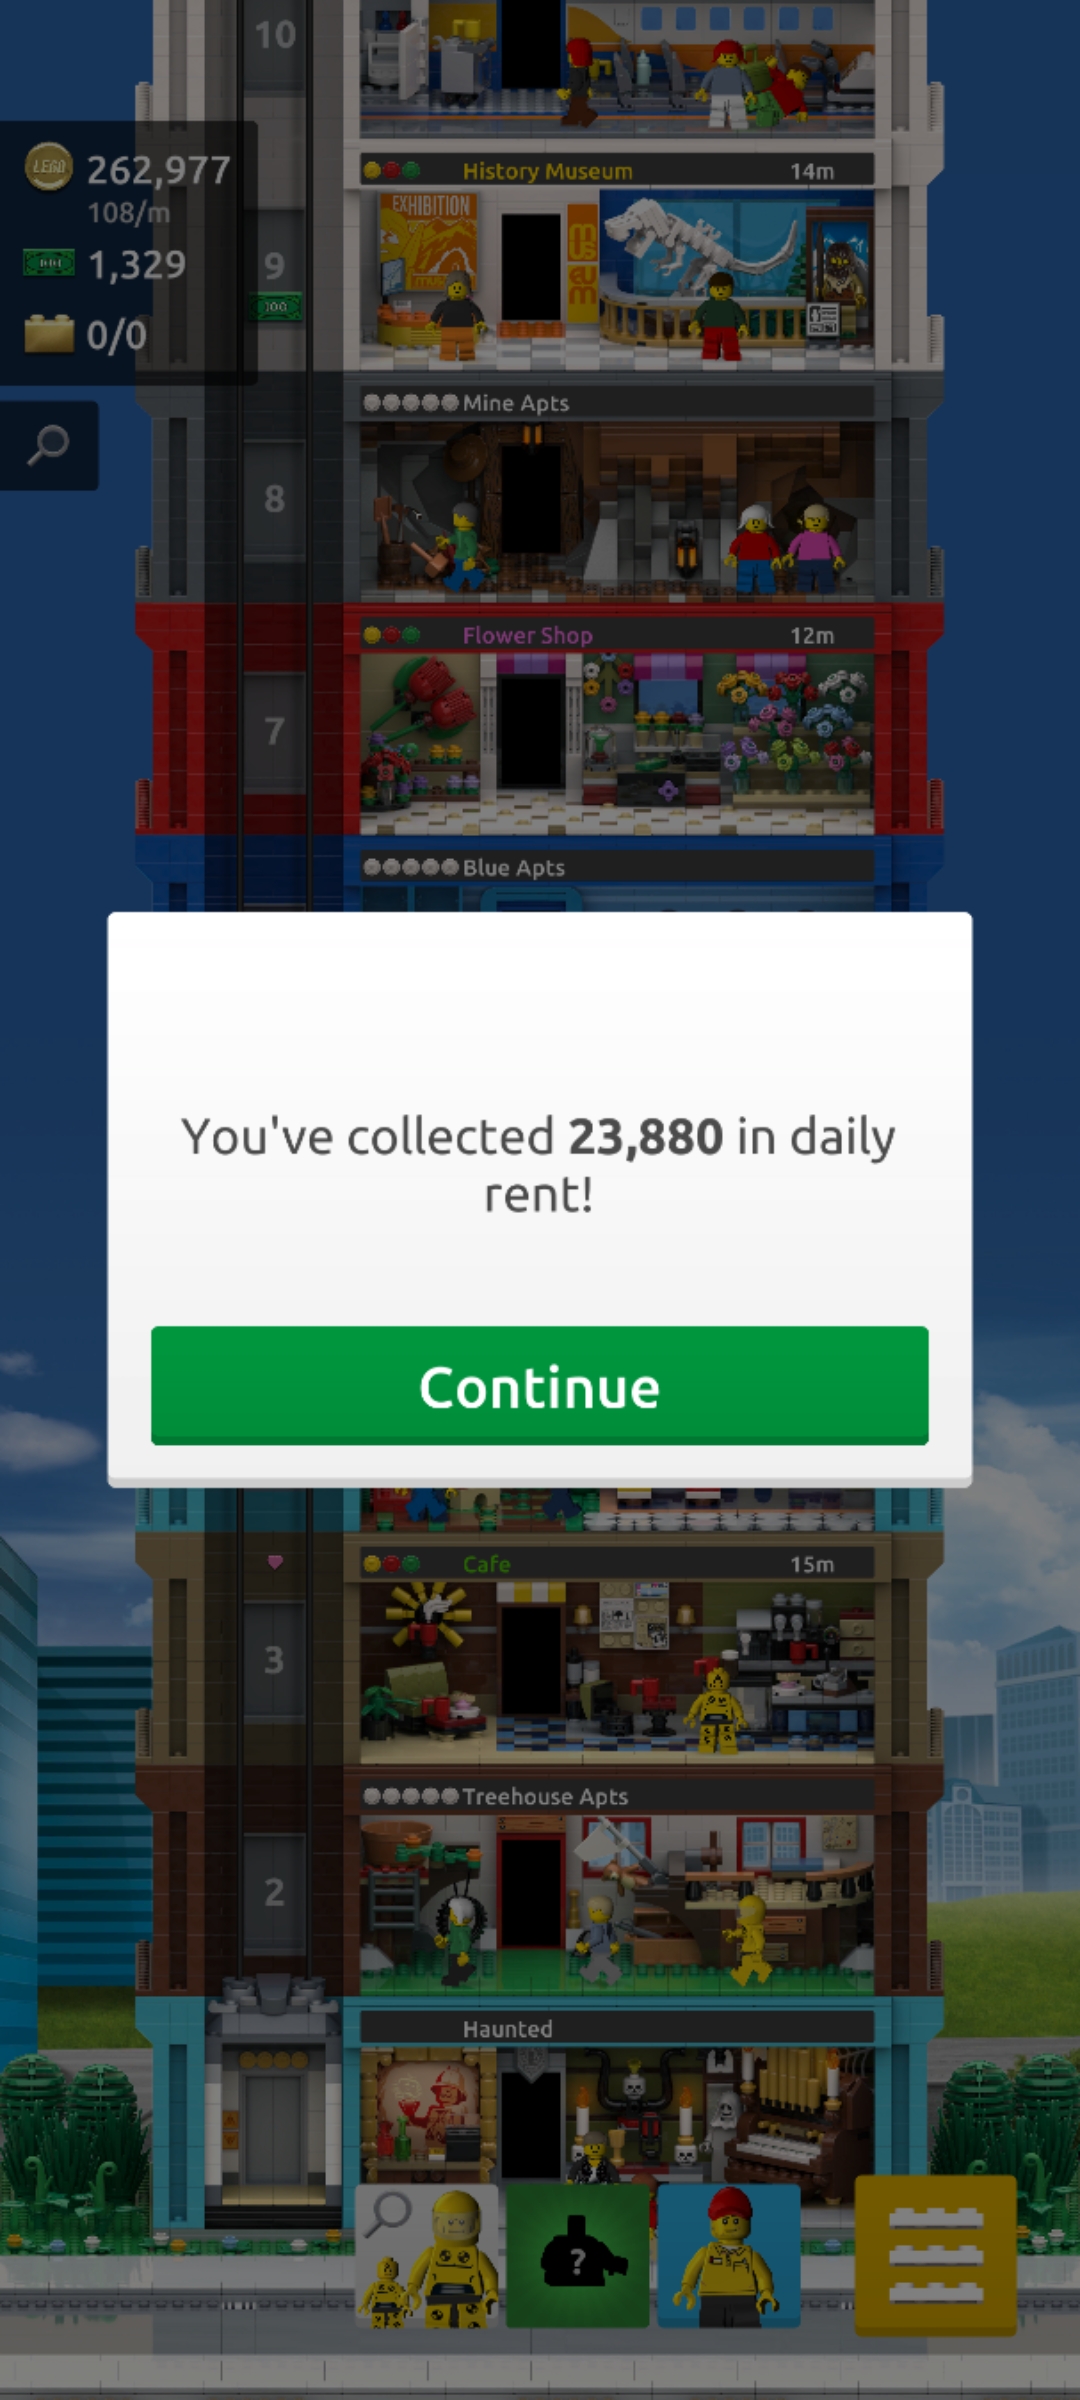 10
LEGO 262,977
108/m
1,329
0/0
History Museum 14m
EXHIBITION
9
100
Mine Apts
8
Flower Shop 12m
7
Blue Apts
You've collected 23,880 in daily
rent!
Continue
Cafe 15m
3
Treehouse Apts
2
Haunted
?